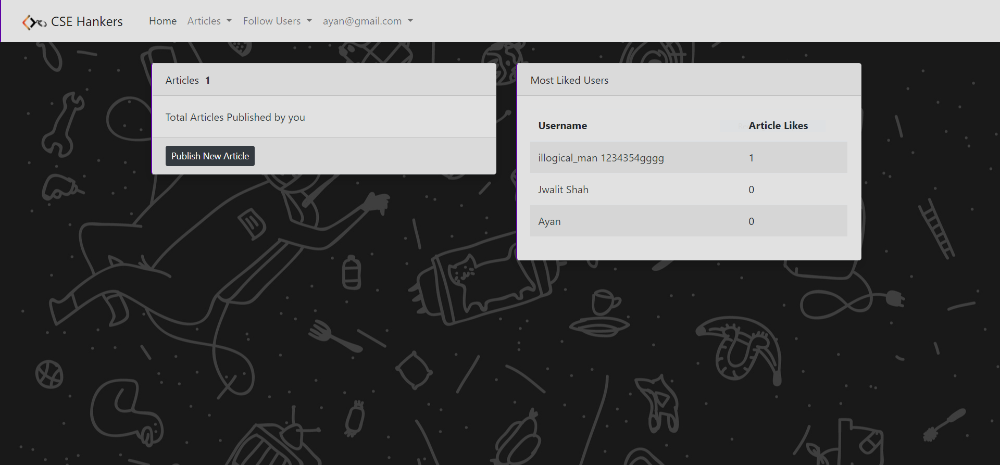 CSE Hankers Home Articles Follow Users ayan@gmail.com
Articles 1
Total Articles Published by you
Publish New Article
Most Liked Users
Username Article Likes
illogical_man 1234354gggg 1
Jwalit Shah 0
Ayan 0